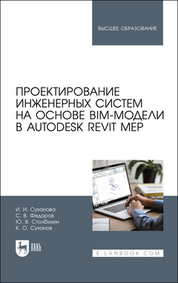 ВЫСШЕЕ ОБРАЗОВАНИЕ
ПРОЕКТИРОВАНИЕ
ИНЖЕНЕРНЫХ СИСТЕМ
НА ОСНОВЕ BIM-МОДЕЛИ
В AUTODESK REVIT MEP
И. И. Суханова
С. В. Федоров
Ю. В. Столбихин
К. О. Суханов
ЛАНЬ
E.LANBOOK.COM